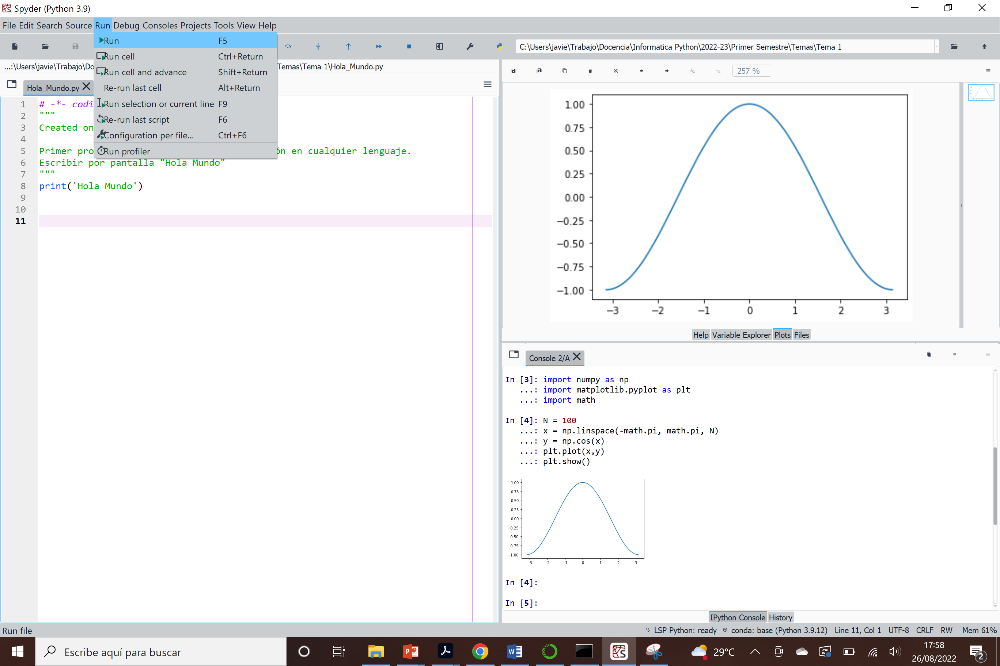 Spyder (Python 3.9)
File Edit Search Source Run Debug Consoles Projects Tools View Help
Run F5
Run cell Ctrl+Return
Run cell and advance Shift+Return
Re-run last cell Alt+Return
Run selection or current line F9
Re-run last script F6
Configuration per file... Ctrl+F6
Run profiler
C:\Users\javie\Trabajo\Docencia\Informatica Python\2022-23\Primer Semestre\Temas\Tema 1
...:\Users\javie\Trabajo\Do
Temas\Tema 1\Hola_Mundo.py
Hola_Mundo.py
1 # -*- codi
2 """
3 Created on
4
5 Primer pro ón en cualquier lenguaje.
6 Escribir por pantalla "Hola Mundo"
7 """
8 print('Hola Mundo')
9
10
11
257 %
1.00
0.75
0.50
0.25
0.00
−0.25
−0.50
−0.75
−1.00
−3 −2 −1 0 1 2 3
Help Variable Explorer Plots Files
Console 2/A
In [3]: import numpy as np
...: import matplotlib.pyplot as plt
...: import math
In [4]: N = 100
...: x = np.linspace(-math.pi, math.pi, N)
...: y = np.cos(x)
...: plt.plot(x,y)
...: plt.show()
1.00
0.75
0.50
0.25
0.00
−0.25
−0.50
−0.75
−1.00
−3 −2 −1 0 1 2 3
In [4]:
In [5]:
IPython Console History
Run file
LSP Python: ready conda: base (Python 3.9.12) Line 11, Col 1 UTF-8 CRLF RW Mem 61%
Escribe aquí para buscar
29°C
17:58
26/08/2022
2